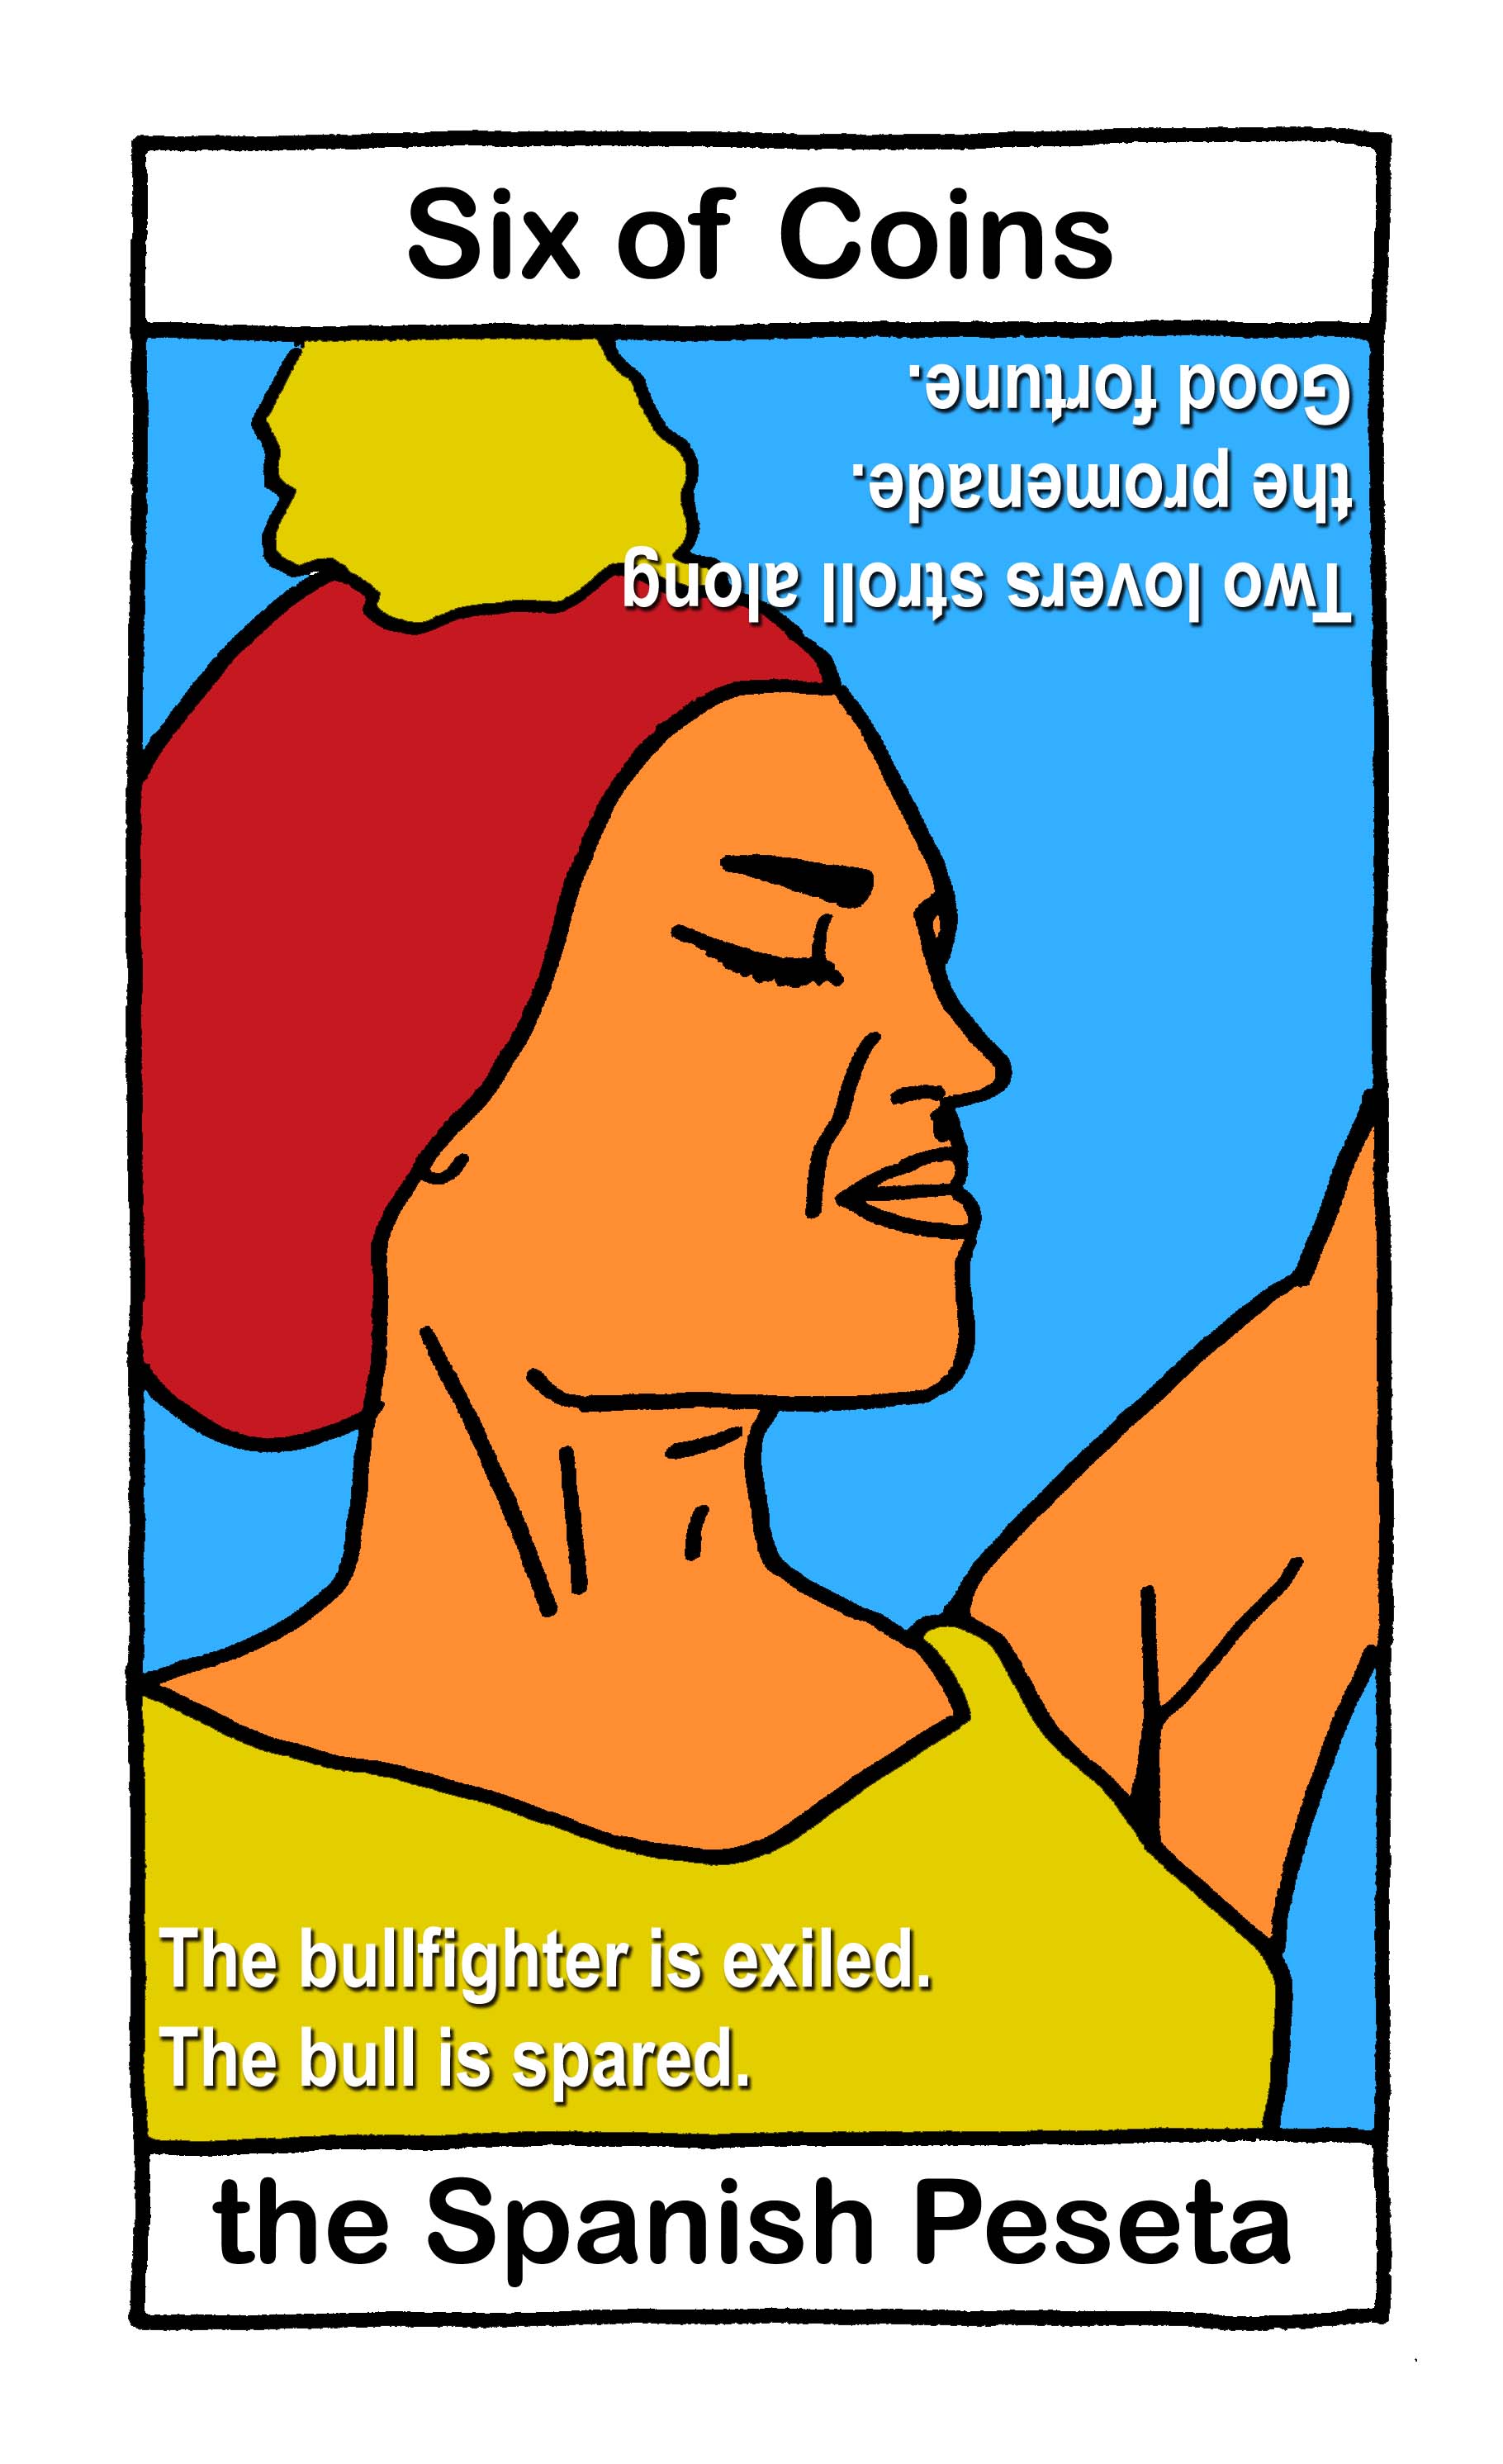 Six of Coins
Two lovers stroll along
the promenade.
Good fortune.
The bullfighter is exiled.
The bull is spared.
the Spanish Peseta